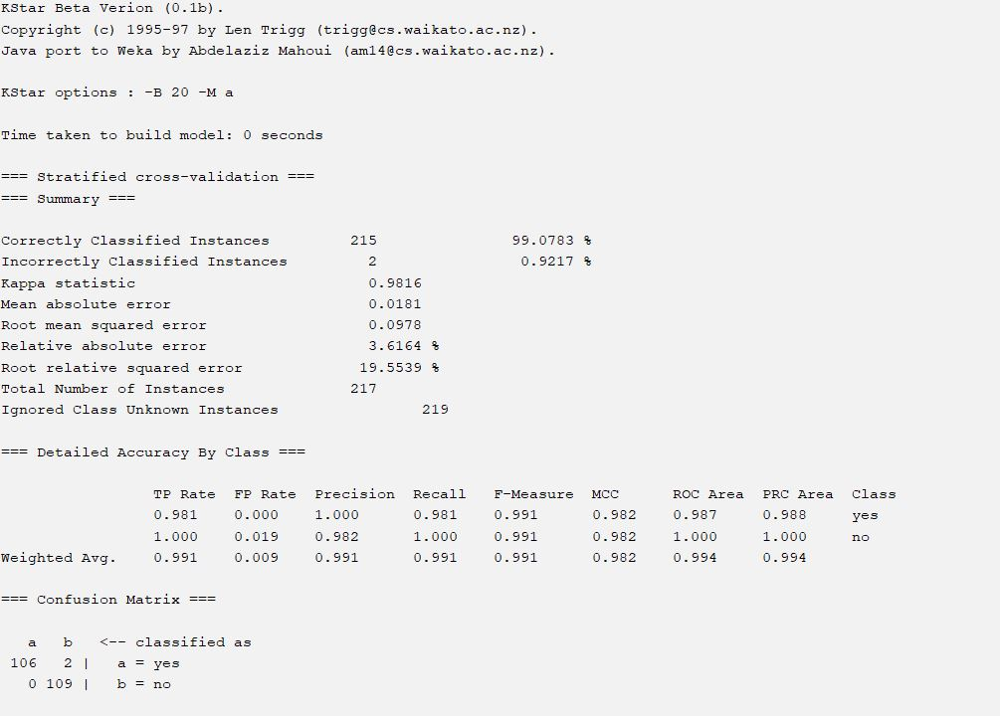 KStar Beta Verion (0.1b).
Copyright (c) 1995-97 by Len Trigg (trigg@cs.waikato.ac.nz).
Java port to Weka by Abdelaziz Mahoui (am14@cs.waikato.ac.nz).
KStar options : -B 20 -M a
Time taken to build model: 0 seconds
=== Stratified cross-validation ===
=== Summary ===
Correctly Classified Instances 215 99.0783 %
Incorrectly Classified Instances 2 0.9217 %
Kappa statistic 0.9816
Mean absolute error 0.0181
Root mean squared error 0.0978
Relative absolute error 3.6164 %
Root relative squared error 19.5539 %
Total Number of Instances 217
Ignored Class Unknown Instances 219
=== Detailed Accuracy By Class ===
TP Rate FP Rate Precision Recall F-Measure MCC ROC Area PRC Area Class
0.981 0.000 1.000 0.981 0.991 0.982 0.987 0.988 yes
1.000 0.019 0.982 1.000 0.991 0.982 1.000 1.000 no
Weighted Avg. 0.991 0.009 0.991 0.991 0.991 0.982 0.994 0.994
=== Confusion Matrix ===
a b <-- classified as
106 2 | a = yes
0 109 | b = no